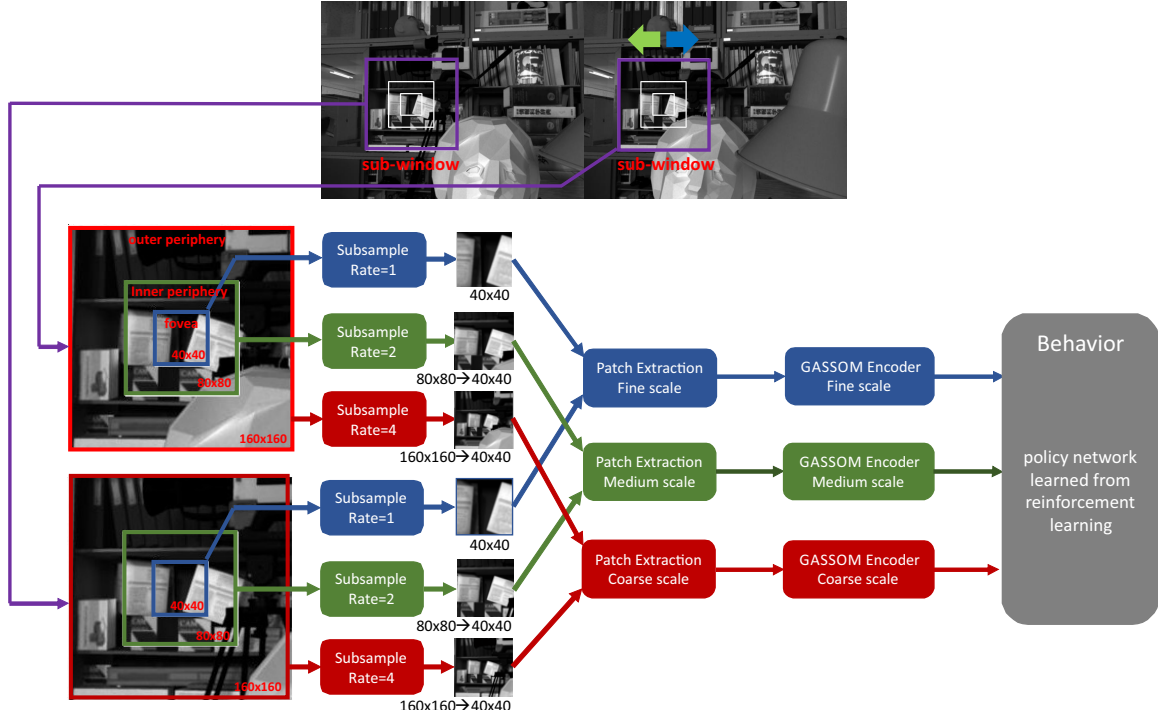 sub-window
sub-window
outer periphery
Inner periphery
fovea
40x40
80x80
160x160
Subsample
Rate=1
40x40
Subsample
Rate=2
80x80→40x40
Subsample
Rate=4
160x160→40x40
40x40
80x80
160x160
Subsample
Rate=1
40x40
Subsample
Rate=2
80x80→40x40
Subsample
Rate=4
160x160→40x40
Patch Extraction
Fine scale
GASSOM Encoder
Fine scale
Patch Extraction
Medium scale
GASSOM Encoder
Medium scale
Patch Extraction
Coarse scale
GASSOM Encoder
Coarse scale
Behavior
policy network
learned from
reinforcement
learning